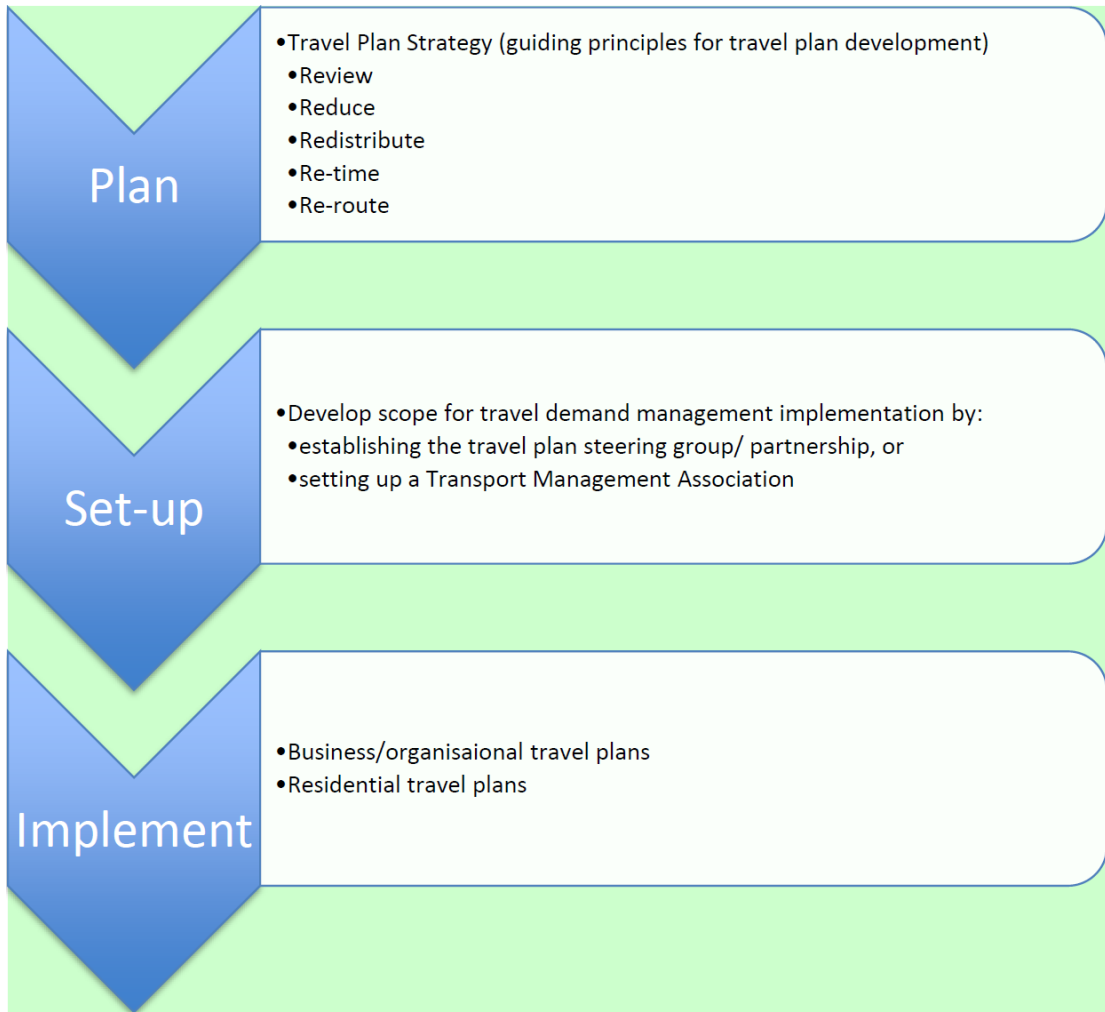 Plan
•Travel Plan Strategy (guiding principles for travel plan development)
•Review
•Reduce
•Redistribute
•Re-time
•Re-route
Set-up
•Develop scope for travel demand management implementation by:
•establishing the travel plan steering group/ partnership, or
•setting up a Transport Management Association
Implement
•Business/organisaional travel plans
•Residential travel plans